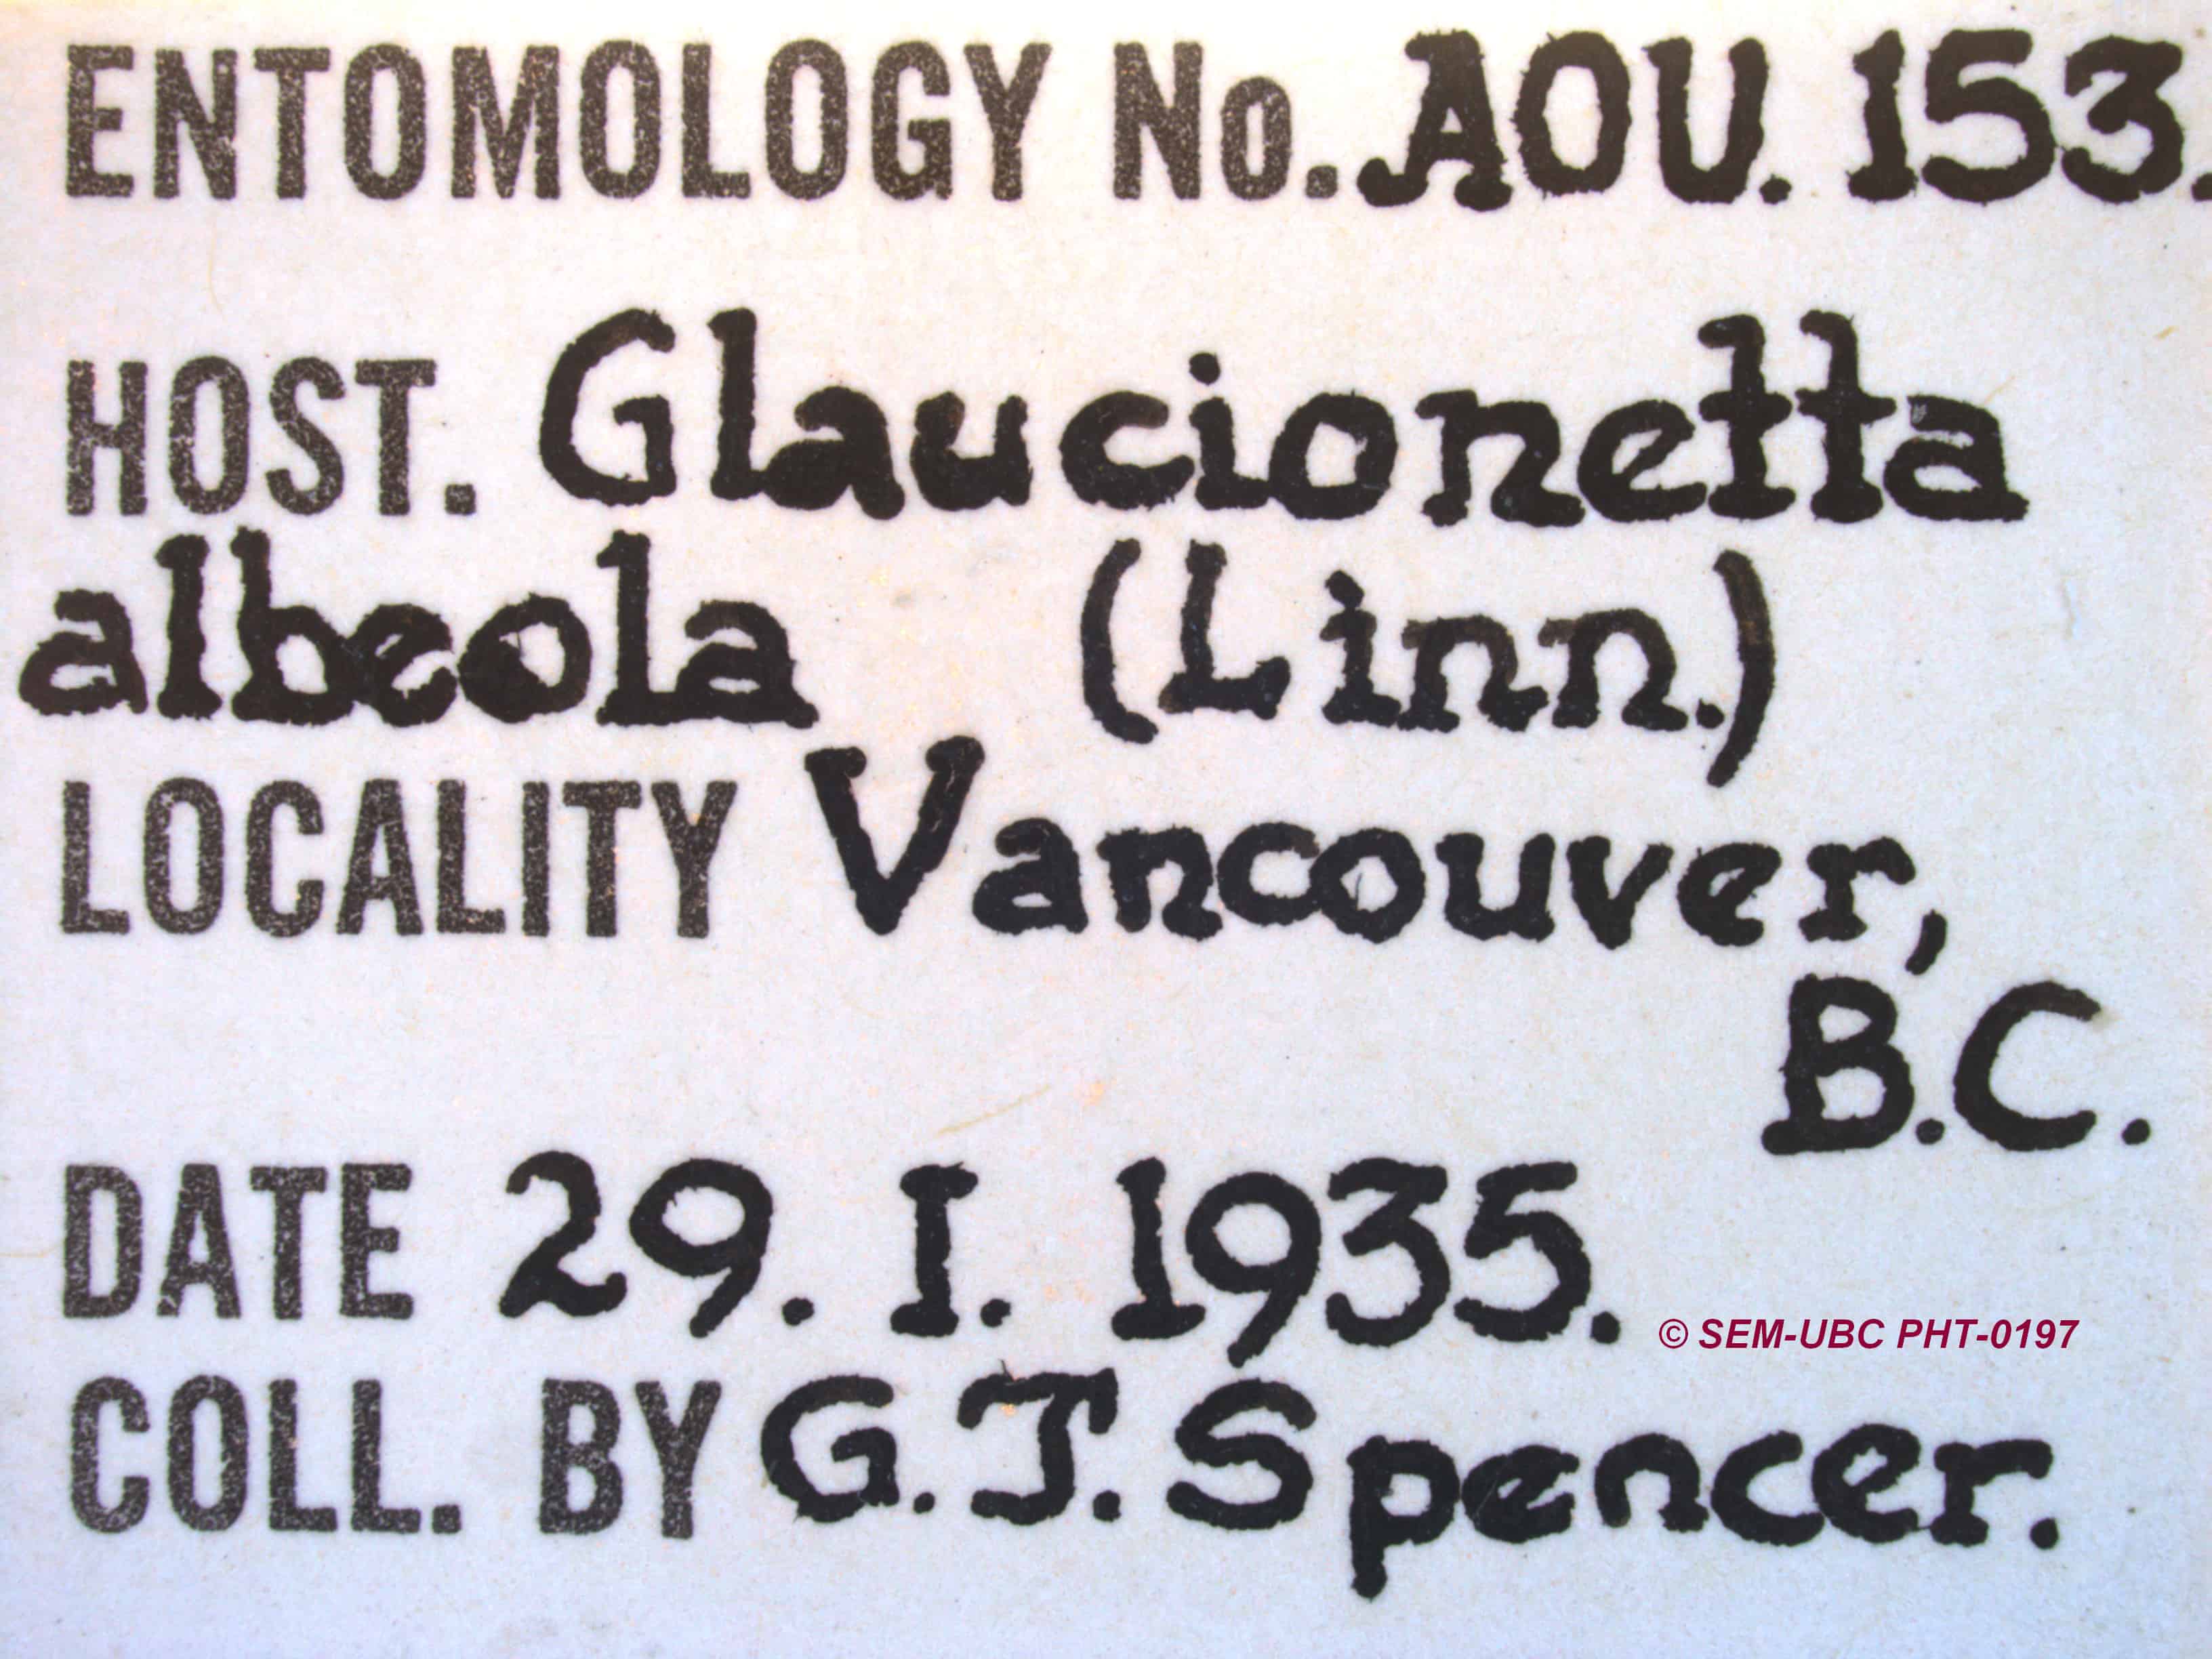 ENTOMOLOGY No. AOU. 153.
HOST. Glaucionetta
albeola (Linn.)
LOCALITY Vancouver,
B.C.
DATE 29. I. 1935.
© SEM-UBC PHT-0197
COLL. BY G.J. Spencer.